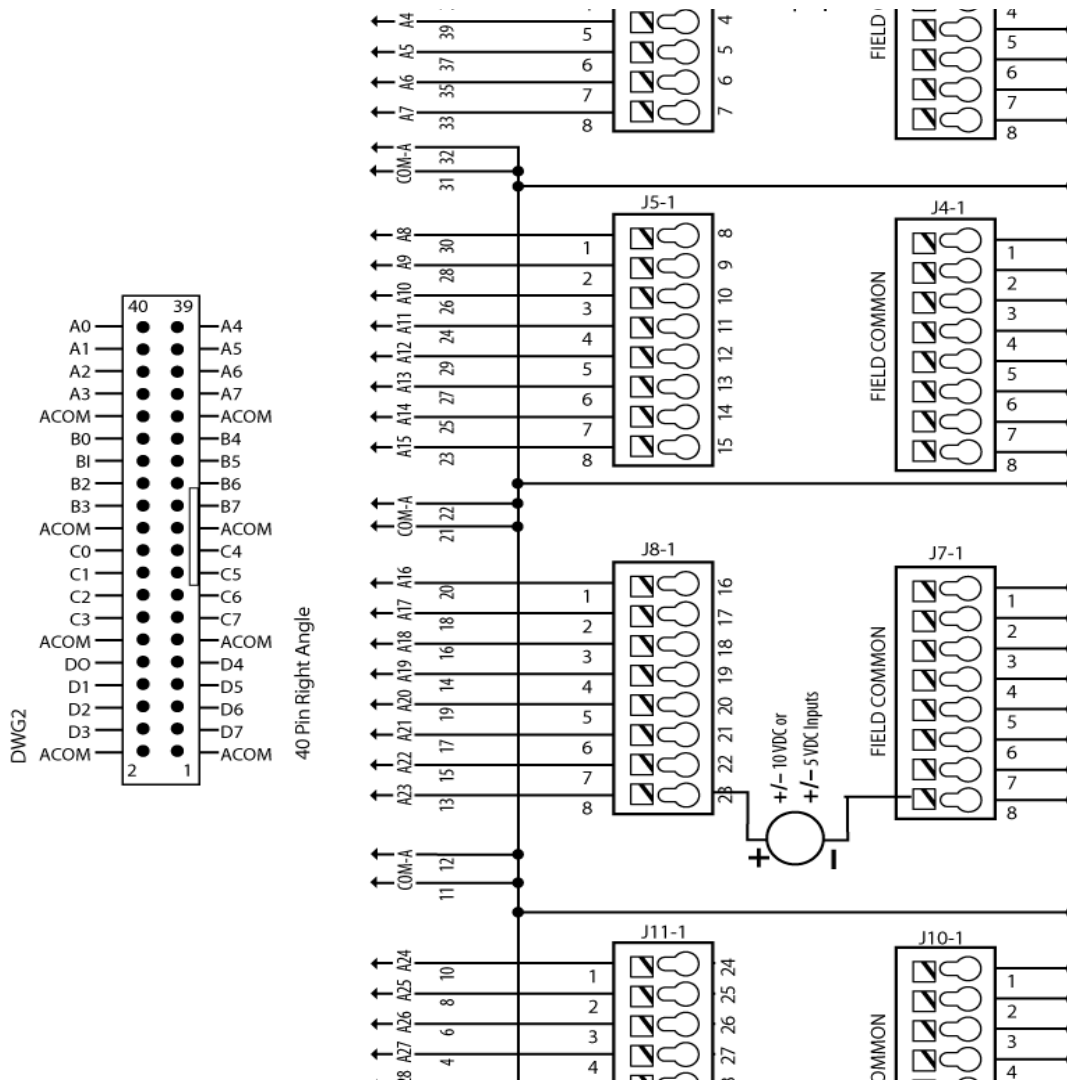 40 39
A0 A4
A1 A5
A2 A6
A3 A7
ACOM ACOM
B0 B4
BI B5
B2 B6
B3 B7
ACOM ACOM
C0 C4
C1 C5
C2 C6
C3 C7
ACOM ACOM
DO D4
D1 D5
D2 D6
D3 D7
ACOM ACOM
2 1
DWG2
40 Pin Right Angle
A4 39 5 4
A5 37 6 5
A6 35 7 6
A7 33 8 7
COM-A 32
31
FIELD
4
5
6
7
8
J5-1
A8 30 1 8
A9 28 2 9
A10 26 3 10
A11 24 4 11
A12 29 5 12
A13 27 6 13
A14 25 7 14
A15 23 8 15
COM-A 22
21
J4-1
FIELD COMMON
1
2
3
4
5
6
7
8
J8-1
A16 20 1 16
A17 18 2 17
A18 16 3 18
A19 14 4 19
A20 19 5 20
A21 17 6 21
A22 15 7 22
A23 13 8 23
COM-A 12
11
+/− 10 VDC or
+/− 5 VDC Inputs
+ −
J7-1
FIELD COMMON
1
2
3
4
5
6
7
8
J11-1
A24 10 1 24
A25 8 2 25
A26 6 3 26
A27 4 4 27
J10-1
OMMON
1
2
3
4